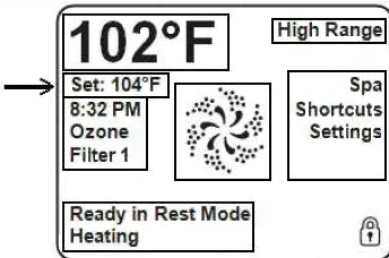 102°F
High Range
Set: 104°F
8:32 PM
Ozone
Filter 1
Spa
Shortcuts
Settings
Ready in Rest Mode
Heating